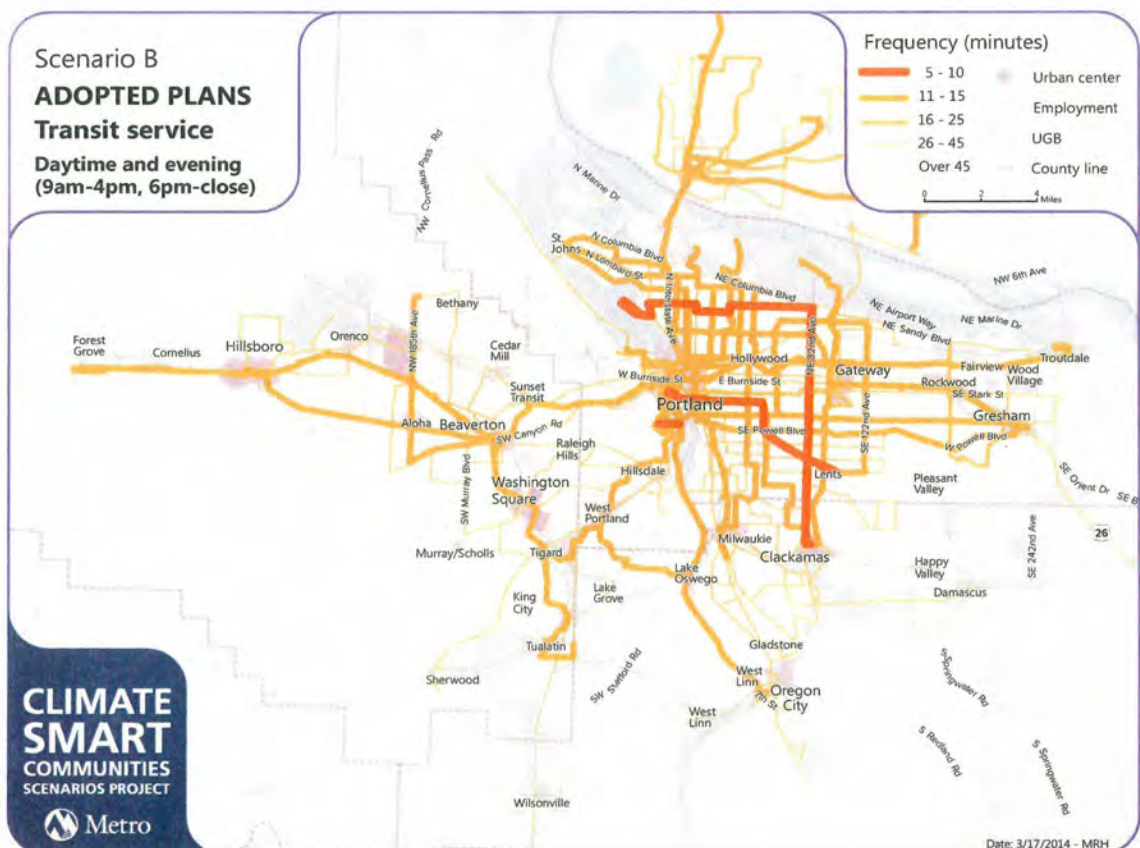 Scenario B
ADOPTED PLANS
Transit service
Daytime and evening
(9am-4pm, 6pm-close)
Frequency (minutes)
5 - 10
11 - 15
16 - 25
26 - 45
Over 45
Urban center
Employment
UGB
County line
0 2 4
Miles
NW Cornelius Pass Rd
N Marine Dr
St. Johns
N Columbia Blvd
N Lombard St
N Interstate Ave
NE Columbia Blvd
NW 6th Ave
NE Airport Way
NE Marine Dr
NE Sandy Blvd
NE 82nd Ave
Bethany
NW 185th Ave
Orenco
Cedar
Mill
Forest
Grove
Cornelius
Hillsboro
Sunset
Transit
W Burnside St
Hollywood
E Burnside St
Gateway
Fairview
Wood
Village
Troutdale
Rockwood
SE Stark St
Portland
Gresham
Aloha
Beaverton
SW Canyon Rd
SE Powell Blvd
SE 122nd Ave
W Powell Blvd
Raleigh
Hills
SW Murray Blvd
Hillsdale
Lents
Pleasant
Valley
SE Orient Dr
SE B
Washington
Square
West
Portland
26
SE 242nd Ave
Murray/Scholls
Tigard
Milwaukie
Clackamas
Happy
Valley
Damascus
King
City
Lake
Grove
Lake
Oswego
Tualatin
Gladstone
Sherwood
SW Stafford Rd
West
Linn
7th St
Oregon
City
West
Linn
S Springwater Rd
S Redland Rd
S Springwater Rd
Wilsonville
CLIMATE
SMART
COMMUNITIES
SCENARIOS PROJECT
Metro
Date: 3/17/2014 - MRH